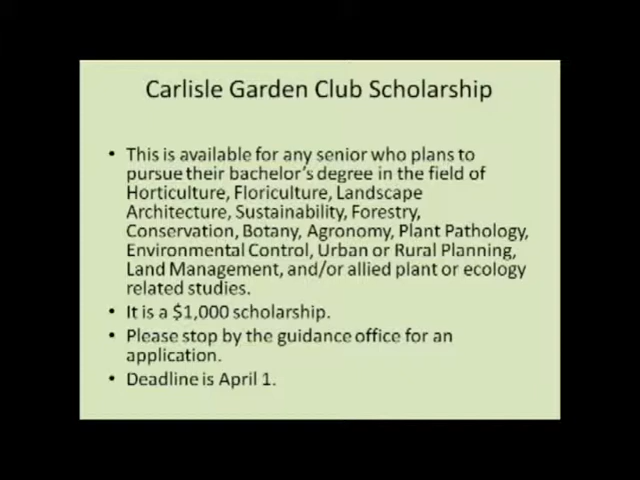 Carlisle Garden Club Scholarship
• This is available for any senior who plans to
pursue their bachelor's degree in the field of
Horticulture, Floriculture, Landscape
Architecture, Sustainability, Forestry,
Conservation, Botany, Agronomy, Plant Pathology,
Environmental Control, Urban or Rural Planning,
Land Management, and/or allied plant or ecology
related studies.
• It is a $1,000 scholarship.
• Please stop by the guidance office for an
application.
• Deadline is April 1.